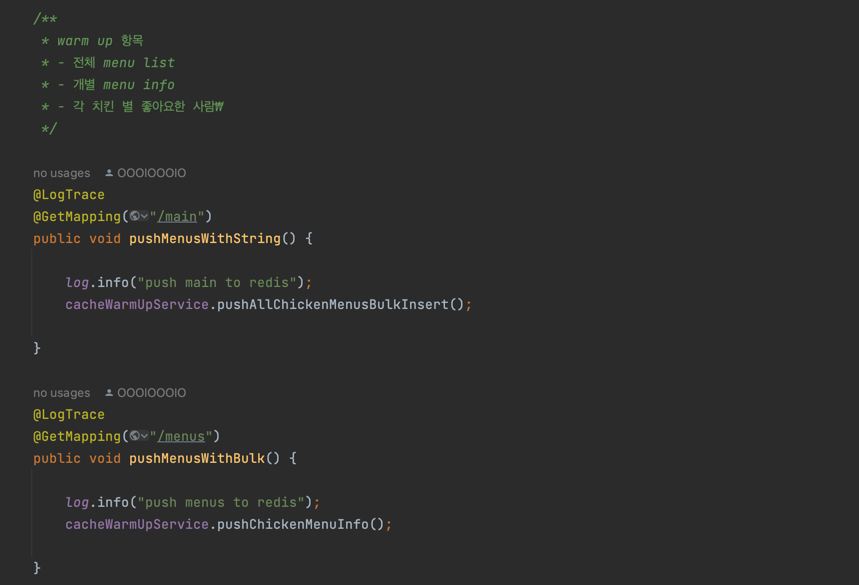 /**
* warm up 항목
* - 전체 menu list
* - 개별 menu info
* - 각 치킨 별 좋아요한 사람₩
*/
no usages OOOIOOOIO
@LogTrace
@GetMapping("/main")
public void pushMenusWithString() {
log.info("push main to redis");
cacheWarmUpService.pushAllChickenMenusBulkInsert();
}
no usages OOOIOOOIO
@LogTrace
@GetMapping("/menus")
public void pushMenusWithBulk() {
log.info("push menus to redis");
cacheWarmUpService.pushChickenMenuInfo();
}